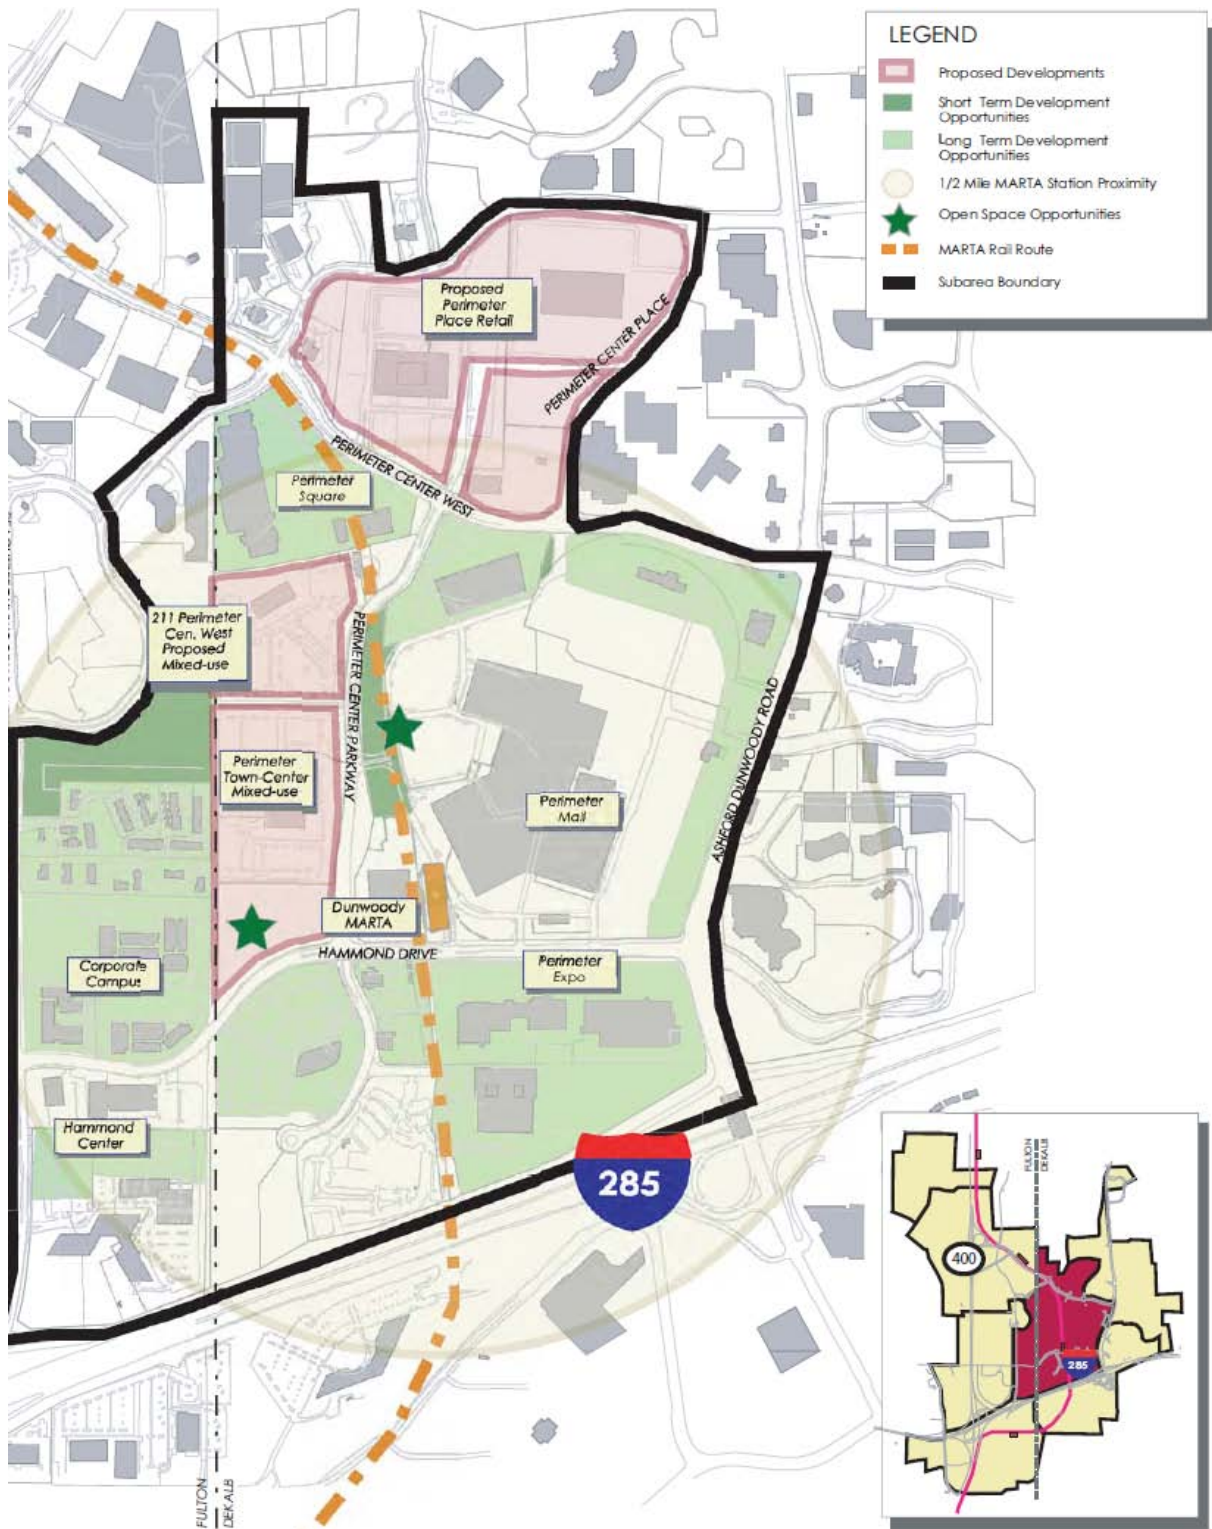 LEGEND
Proposed Developments
Short Term Development
Opportunities
Long Term Development
Opportunities
1/2 Mile MARTA Station Proximity
Open Space Opportunities
MARTA Rail Route
Subarea Boundary
Proposed
Perimeter
Place Retail
PERIMETER CENTER PLACE
PERIMETER CENTER WEST
Perimeter
Square
211 Perimeter
Cen. West
Proposed
Mixed-use
PERIMETER CENTER PARKWAY
Perimeter
Town-Center
Mixed-use
Perimeter
Mall
ASHFORD DUNWOODY ROAD
Dunwoody
MARTA
HAMMOND DRIVE
Corporate
Campus
Perimeter
Expo
Hammond
Center
285
FULTON
DEKALB
FULTON
DEKALB
400
285